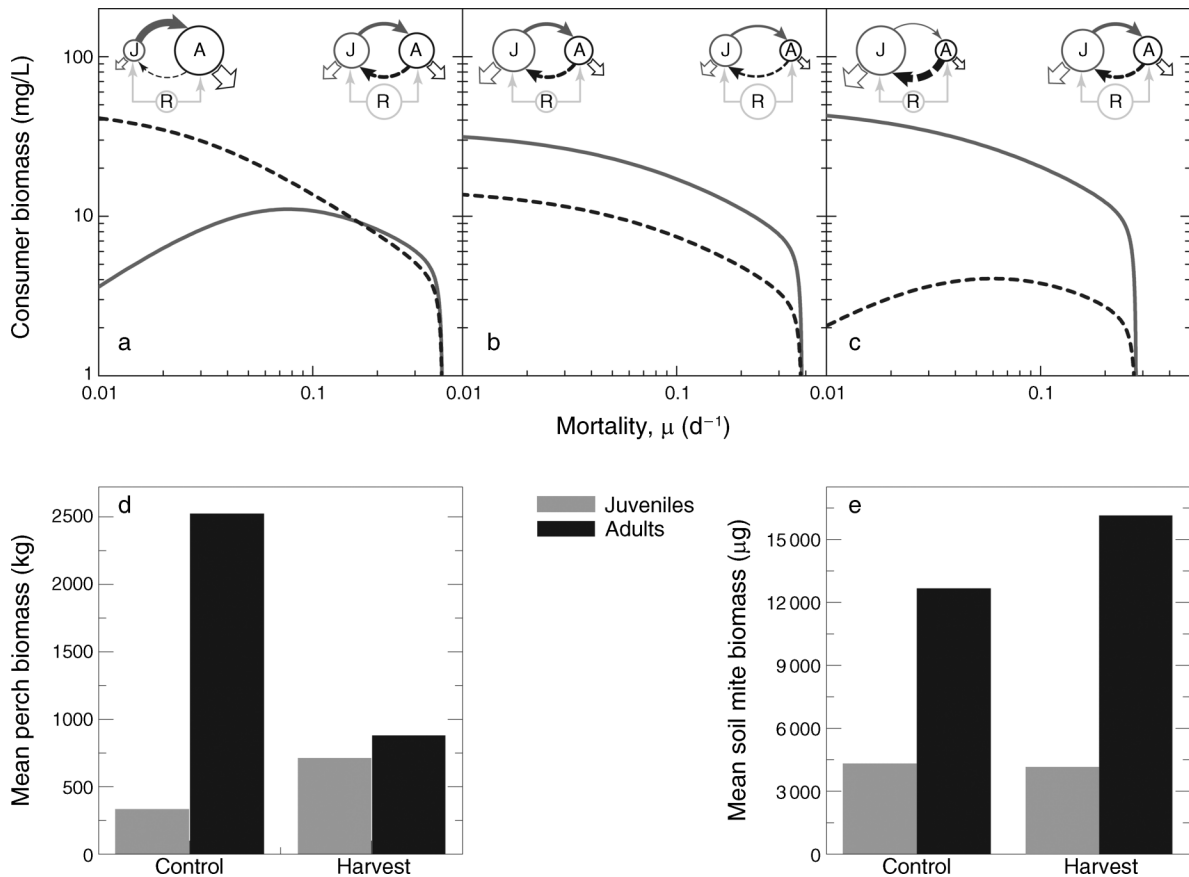 J A J A J A J A J A J A
R R R R R R
Consumer biomass (mg/L)
100
10
1
a b c
0.01 0.1 0.01 0.1 0.01 0.1
Mortality, μ (d⁻¹)
d
Mean perch biomass (kg)
2500
2000
1500
1000
500
0
Control Harvest
Juveniles
Adults
e
Mean soil mite biomass (μg)
15 000
12 000
9 000
6 000
3 000
0
Control Harvest